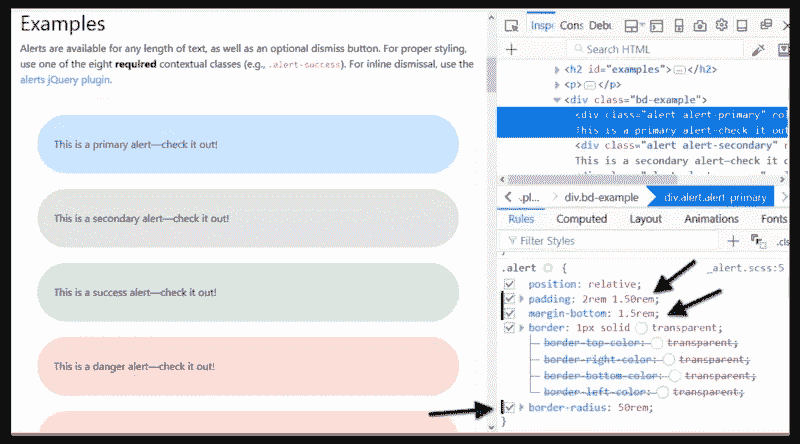 Examples
Alerts are available for any length of text, as well as an optional dismiss button. For proper styling,
use one of the eight required contextual classes (e.g., .alert-success). For inline dismissal, use the
alerts jQuery plugin.
This is a primary alert—check it out!
This is a secondary alert—check it out!
This is a success alert—check it out!
This is a danger alert—check it out!
Inspe Cons Debu
+ Search HTML
<h2 id="examples">…</h2>
<p>…</p>
<div class="bd-example">
<div class="alert alert-primary" rol
This is a primary alert—check it out
<div class="alert alert-secondary" r
This is a secondary alert—check it o
.pl… div.bd-example div.alert.alert-primary
Rules Computed Layout Animations Fonts
Filter Styles + .cls
}
.alert { _alert.scss:5
position: relative;
padding: 2rem 1.50rem;
margin-bottom: 1.5rem;
border: 1px solid transparent;
border-top-color: transparent;
border-right-color: transparent;
border-bottom-color: transparent;
border-left-color: transparent;
border-radius: 50rem;
}